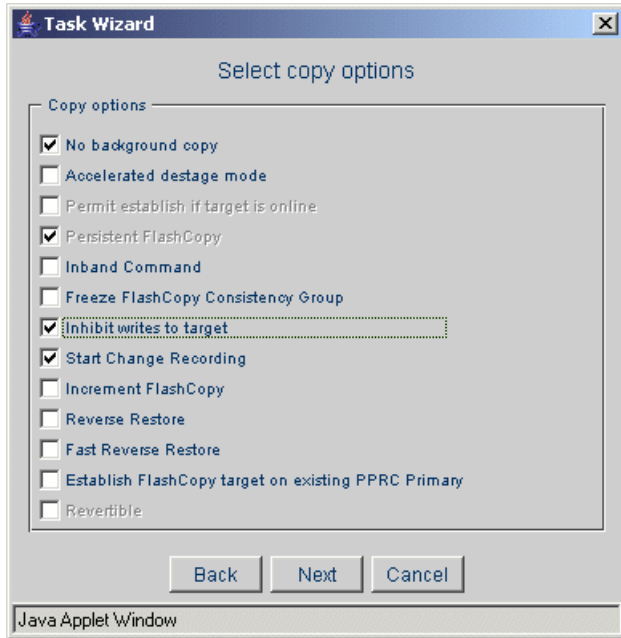 Task Wizard
Select copy options
Copy options
No background copy
Accelerated destage mode
Permit establish if target is online
Persistent FlashCopy
Inband Command
Freeze FlashCopy Consistency Group
Inhibit writes to target
Start Change Recording
Increment FlashCopy
Reverse Restore
Fast Reverse Restore
Establish FlashCopy target on existing PPRC Primary
Revertible
Back Next Cancel
Java Applet Window